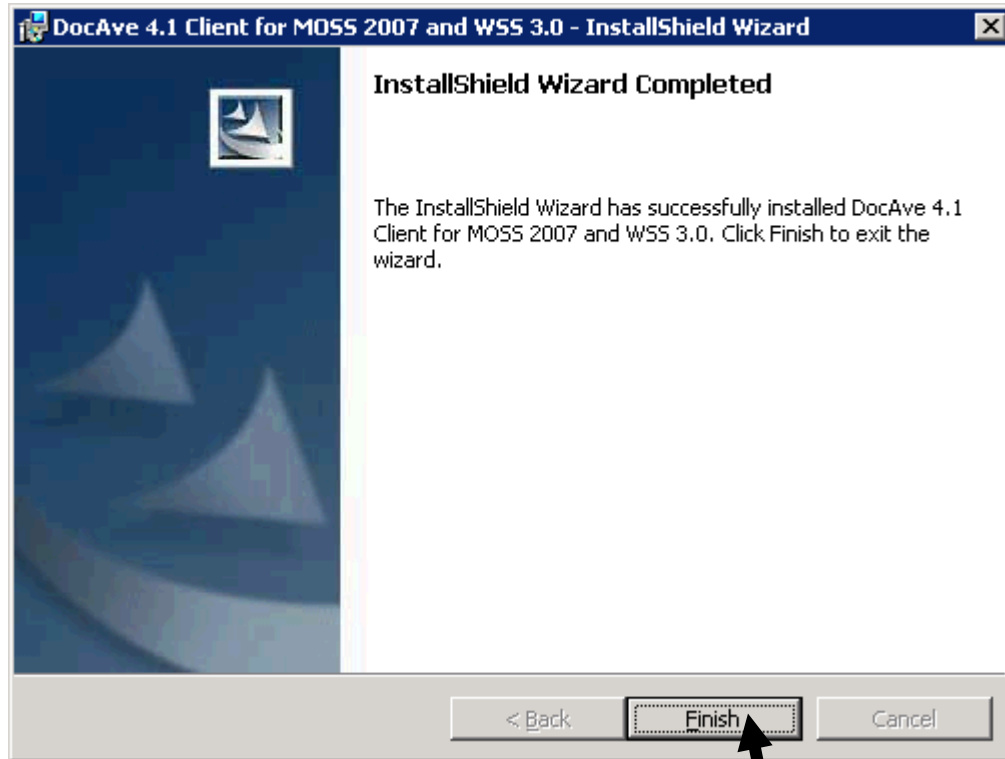 DocAve 4.1 Client for MOSS 2007 and WSS 3.0 - InstallShield Wizard
InstallShield Wizard Completed
The InstallShield Wizard has successfully installed DocAve 4.1
Client for MOSS 2007 and WSS 3.0. Click Finish to exit the
wizard.
< Back
Finish
Cancel